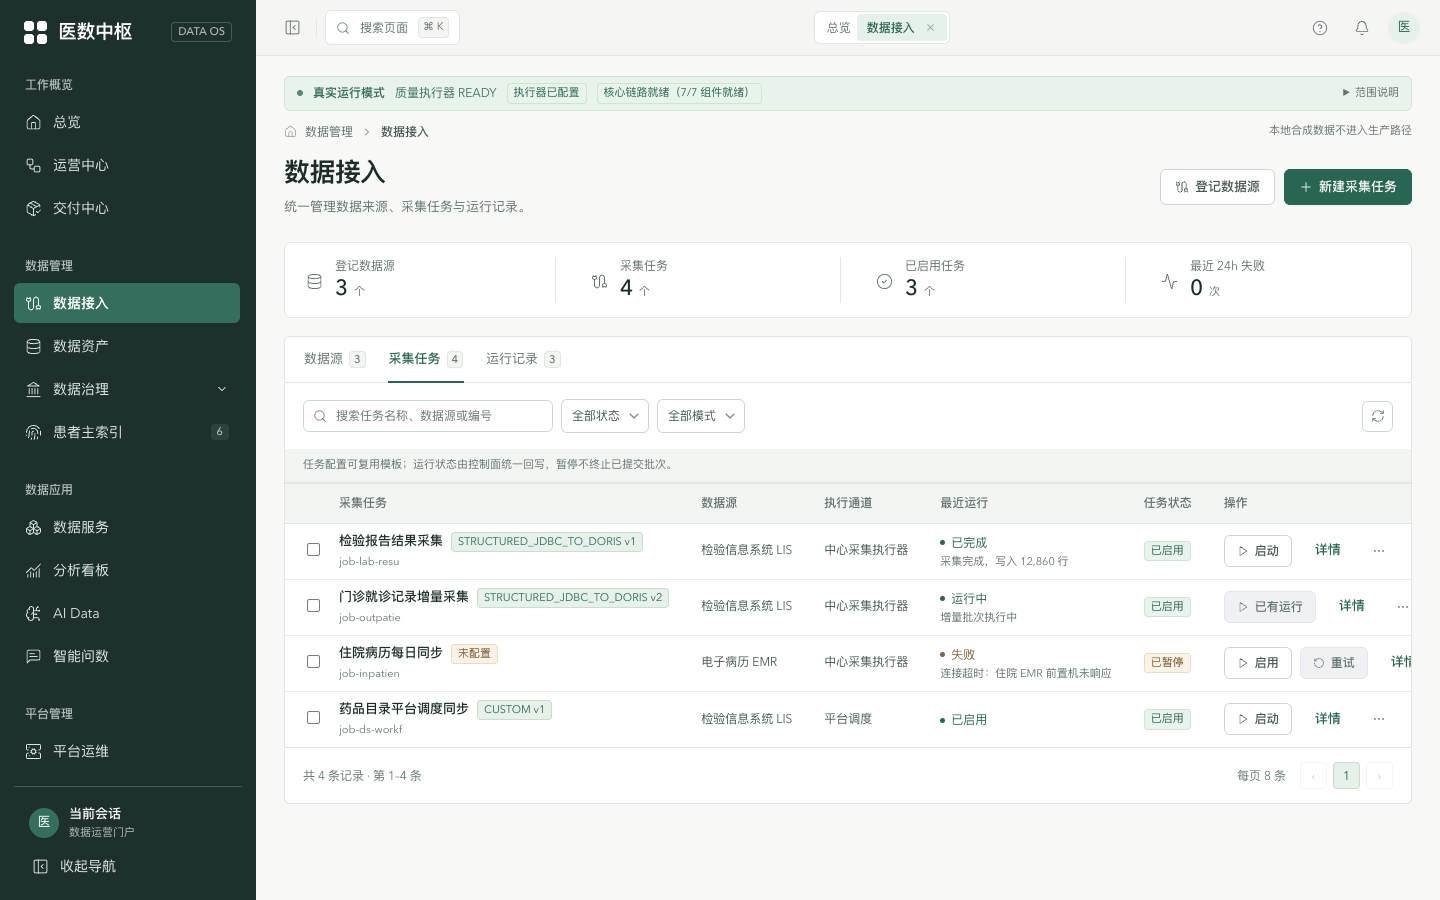 医数中枢 DATA OS
工作概览
总览
运营中心
交付中心
数据管理
数据接入
数据资产
数据治理
患者主索引 6
数据应用
数据服务
分析看板
AI Data
智能问数
平台管理
平台运维
医 当前会话
数据运营门户
收起导航
搜索页面 ⌘ K
总览 数据接入 ×
医
真实运行模式 质量执行器 READY 执行器已配置 核心链路就绪（7/7 组件就绪） ▶ 范围说明
数据管理 > 数据接入 本地合成数据不进入生产路径
数据接入
统一管理数据来源、采集任务与运行记录。
登记数据源 + 新建采集任务
登记数据源
3 个
采集任务
4 个
已启用任务
3 个
最近 24h 失败
0 次
数据源 3 采集任务 4 运行记录 3
搜索任务名称、数据源或编号 全部状态 全部模式
任务配置可复用模板；运行状态由控制面统一回写，暂停不终止已提交批次。
采集任务 数据源 执行通道 最近运行 任务状态 操作
检验报告结果采集 STRUCTURED_JDBC_TO_DORIS v1
job-lab-resu
检验信息系统 LIS 中心采集执行器
已完成
采集完成，写入 12,860 行
已启用 启动 详情 ···
门诊就诊记录增量采集 STRUCTURED_JDBC_TO_DORIS v2
job-outpatie
检验信息系统 LIS 中心采集执行器
运行中
增量批次执行中
已启用 已有运行 详情 ···
住院病历每日同步 未配置
job-inpatien
电子病历 EMR 中心采集执行器
失败
连接超时：住院 EMR 前置机未响应
已暂停 启用 重试 详情
药品目录平台调度同步 CUSTOM v1
job-ds-workf
检验信息系统 LIS 平台调度
已启用
已启用 启动 详情 ···
共 4 条记录 · 第 1–4 条 每页 8 条 ‹ 1 ›